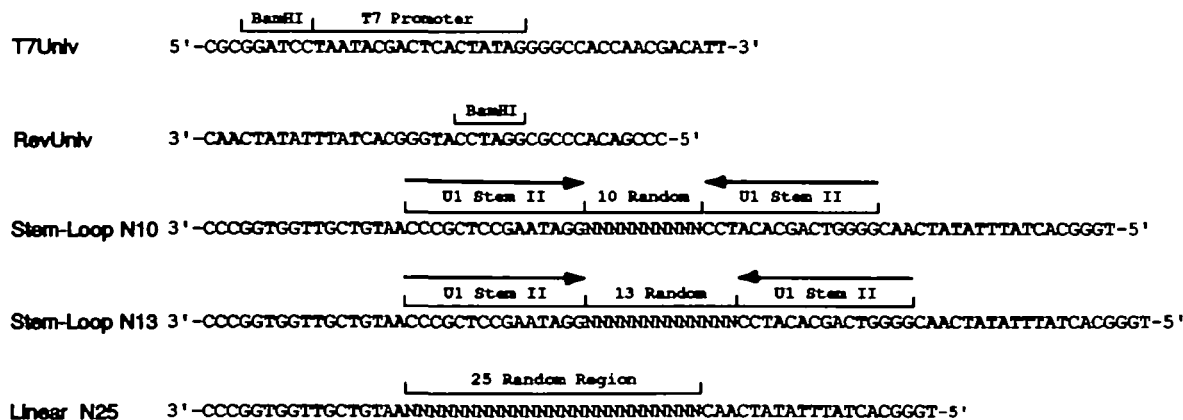 BamHI T7 Promoter
T7Univ 5'-CGCGGATCCTAATACGACTCACTATAGGGGCCACCAACGACATT-3'
BamHI
RevUniv 3'-CAACTATATTTATCACGGGTACCTAGGCGCCCACAGCCC-5'
U1 Stem II 10 Random U1 Stem II
Stem-Loop N10 3'-CCCGGTGGTTGCTGTAACCCGCTCCGAATAGGNNNNNNNNNNCCTACACGACTGGGGCAACTATATTTATCACGGGT-5'
U1 Stem II 13 Random U1 Stem II
Stem-Loop N13 3'-CCCGGTGGTTGCTGTAACCCGCTCCGAATAGGNNNNNNNNNNNNNCCTACACGACTGGGGCAACTATATTTATCACGGGT-5'
25 Random Region
Linear N25 3'-CCCGGTGGTTGCTGTAANNNNNNNNNNNNNNNNNNNNNNNNNCAACTATATTTATCACGGGT-5'